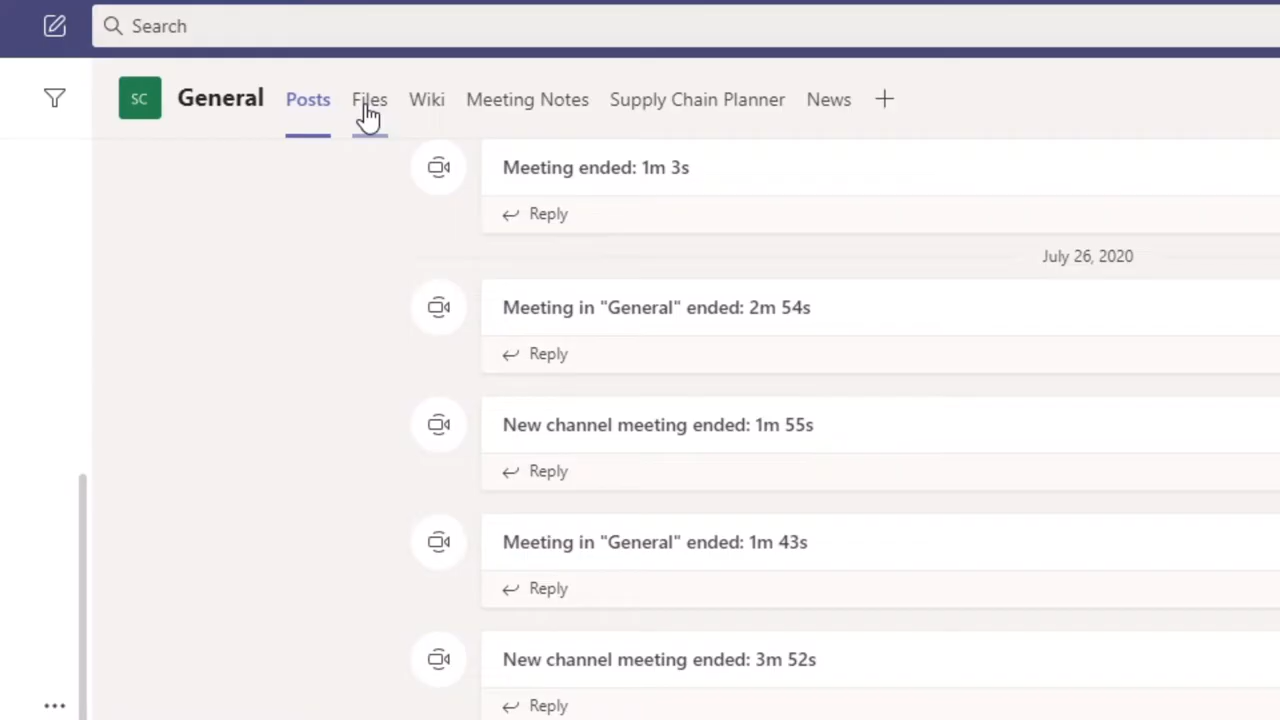 Search
SC General Posts Files Wiki Meeting Notes Supply Chain Planner News
Meeting ended: 1m 3s
Reply
July 26, 2020
Meeting in "General" ended: 2m 54s
Reply
New channel meeting ended: 1m 55s
Reply
Meeting in "General" ended: 1m 43s
Reply
New channel meeting ended: 3m 52s
Reply